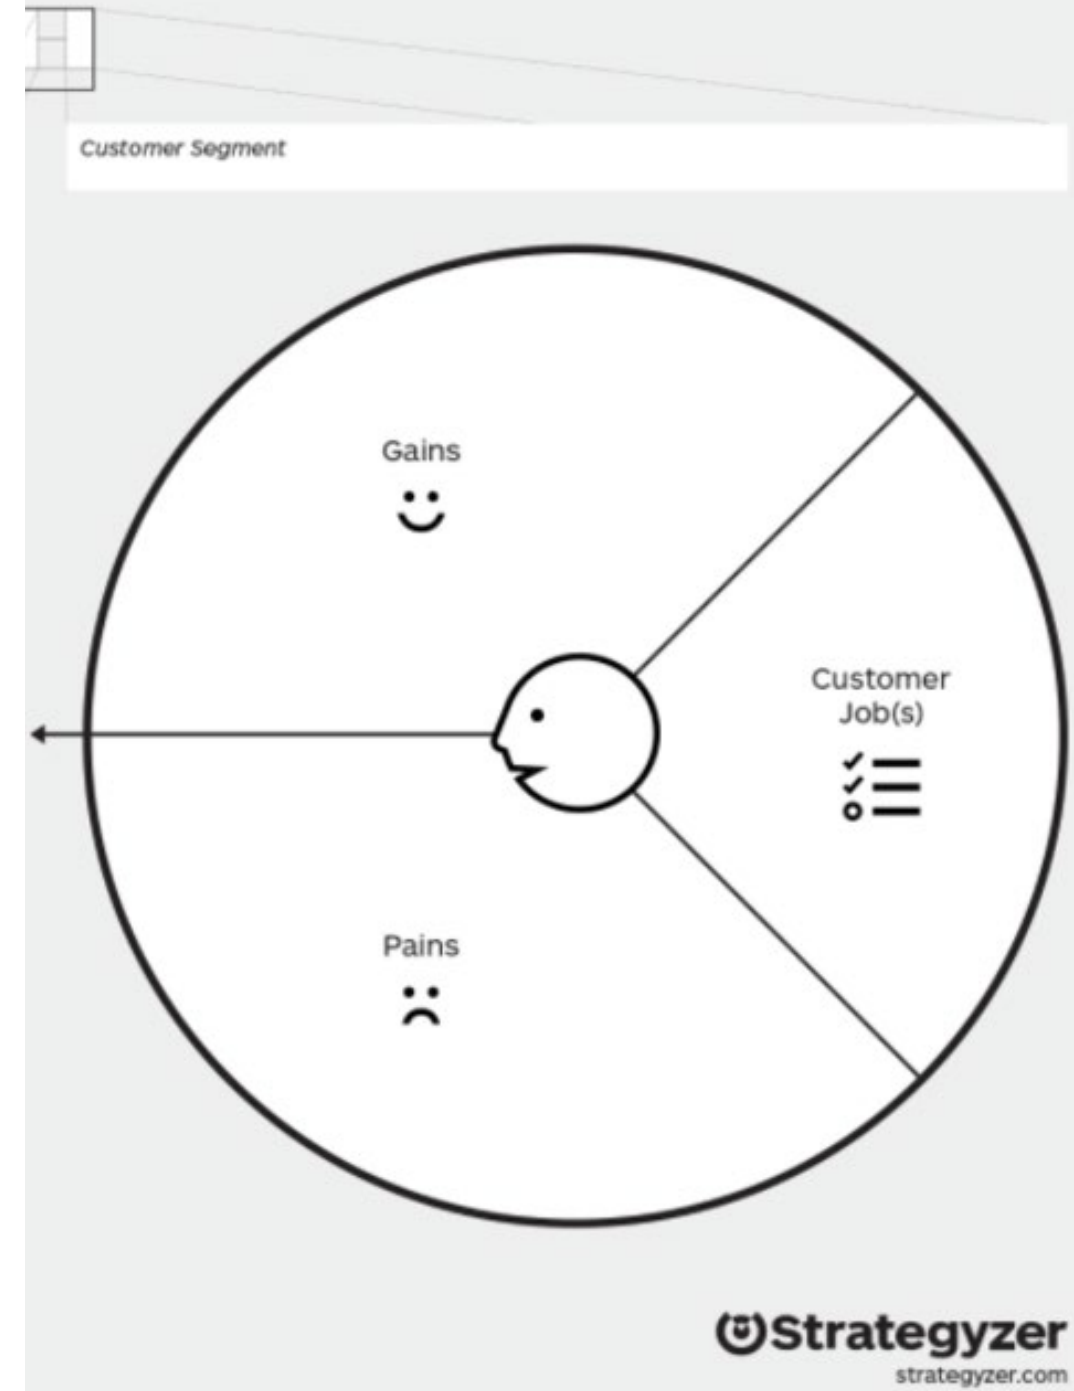 Customer Segment
Gains
Customer
Job(s)
Pains
Strategyzer
strategyzer.com